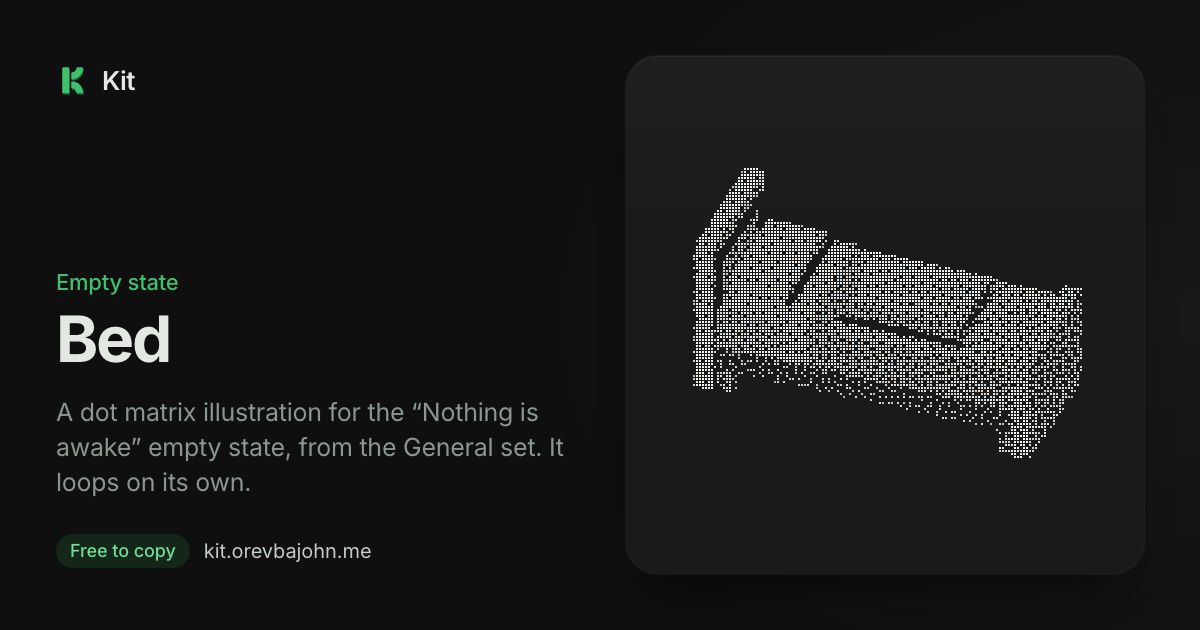 Kit
Empty state
Bed
A dot matrix illustration for the “Nothing is
awake” empty state, from the General set. It
loops on its own.
Free to copy
kit.orevbajohn.me